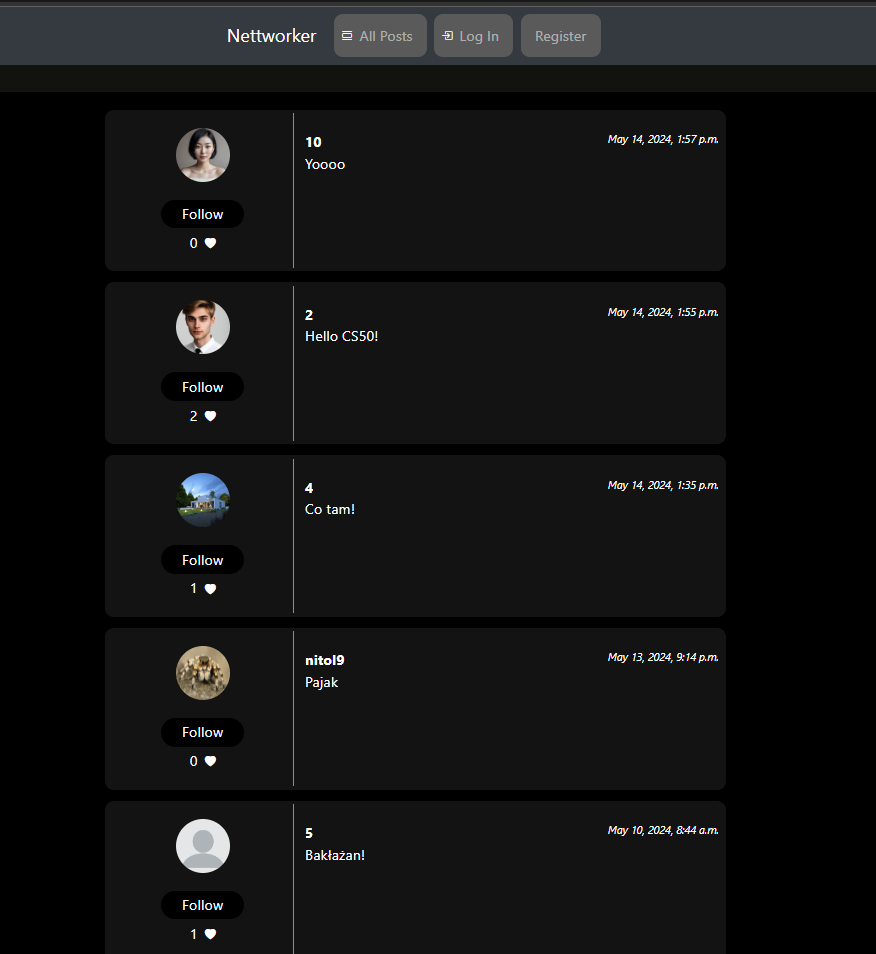 Nettworker All Posts Log In Register
10 May 14, 2024, 1:57 p.m.
Yoooo
Follow
0
2 May 14, 2024, 1:55 p.m.
Hello CS50!
Follow
2
4 May 14, 2024, 1:35 p.m.
Co tam!
Follow
1
nitol9 May 13, 2024, 9:14 p.m.
Pajak
Follow
0
5 May 10, 2024, 8:44 a.m.
Bakłażan!
Follow
1